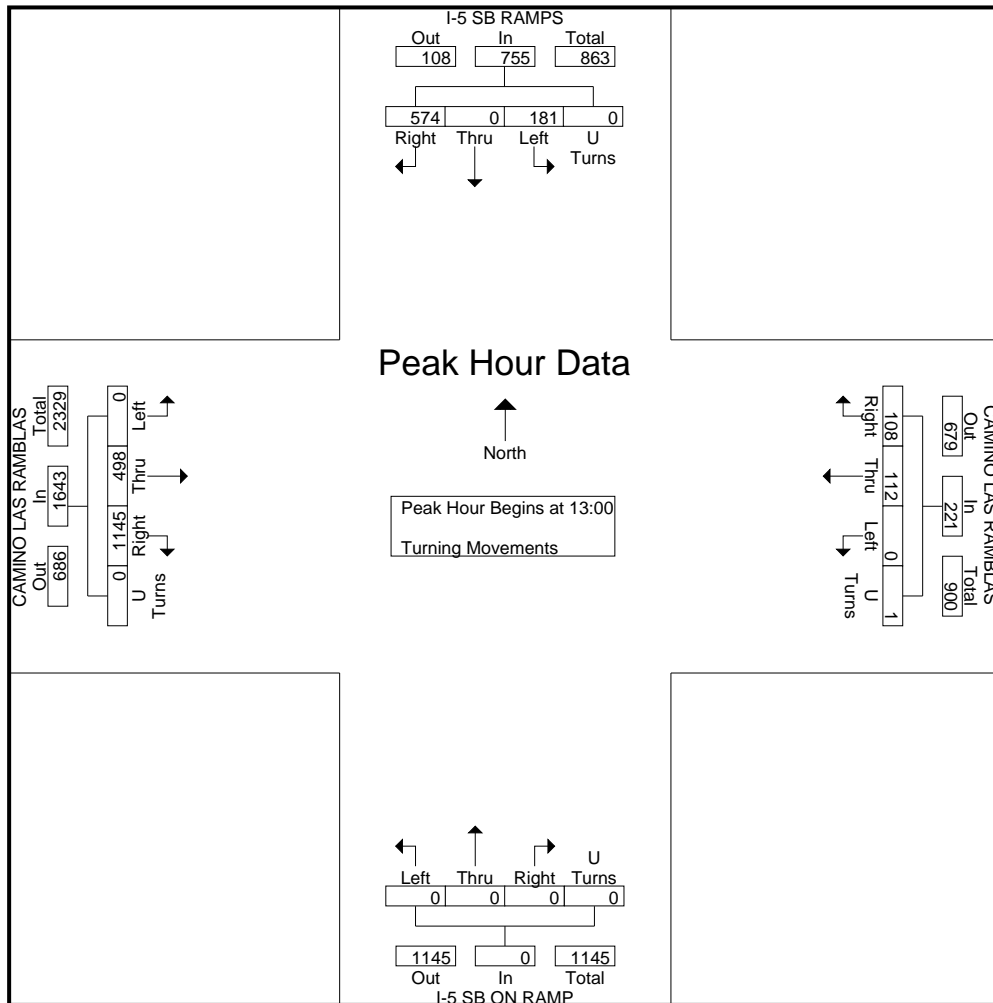 I-5 SB RAMPS
Out In Total
108 755 863
574 0 181 0
Right Thru Left U
Turns
Peak Hour Data
North
Peak Hour Begins at 13:00
Turning Movements
CAMINO LAS RAMBLAS
Total In Out
2329 1643 686
0 498 1145 0
Left Thru Right U
Turns
CAMINO LAS RAMBLAS
Out In Total
679 221 900
108 112 0 1
Right Thru Left U
Turns
U
Left Thru Right Turns
0 0 0 0
1145 0 1145
Out In Total
I-5 SB ON RAMP